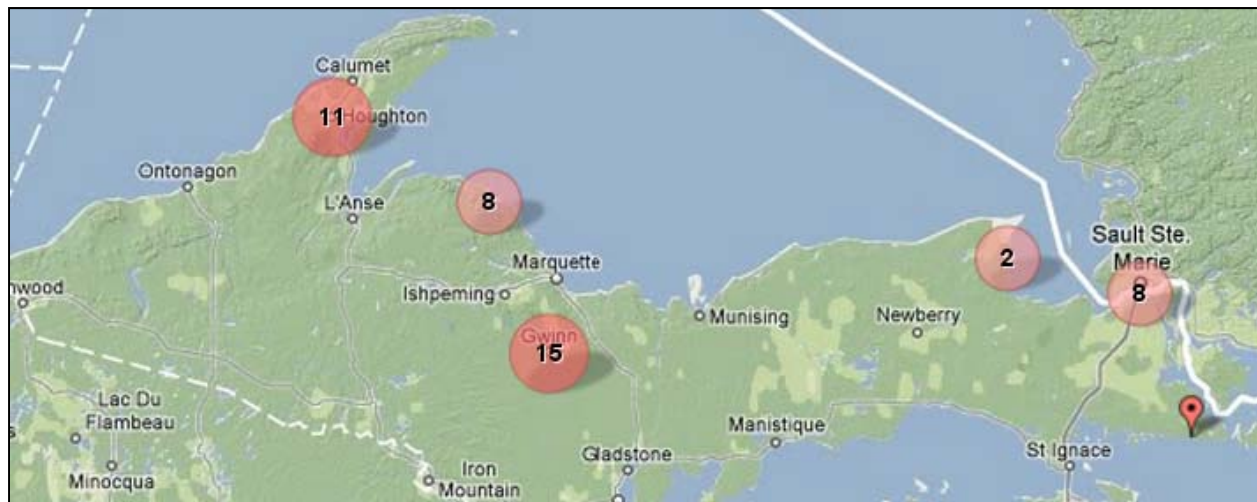 Calumet
11
Houghton
Ontonagon
L'Anse
8
Sault Ste.
Marie
2
8
Marquette
nwood
Ishpeming
Munising
Newberry
Gwinn
15
Lac Du
Flambeau
Manistique
Gladstone
St Ignace
Iron
Mountain
Minocqua
s